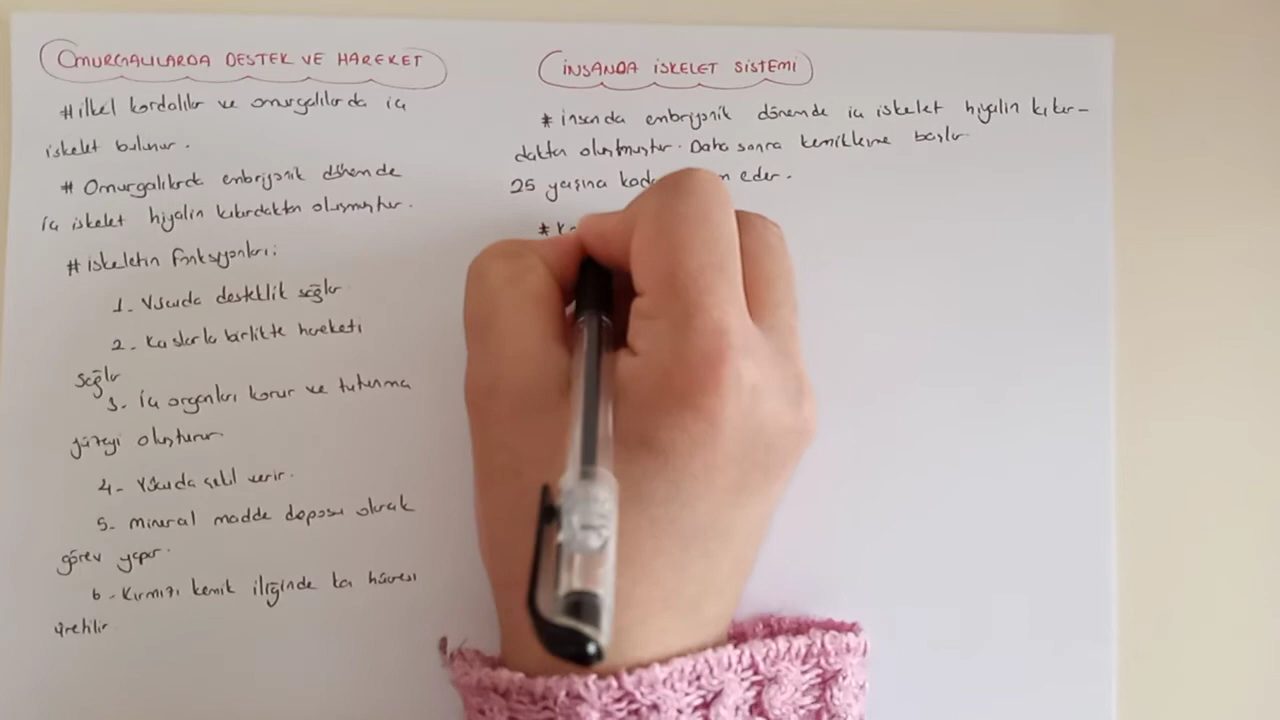 OMURGALILARDA DESTEK VE HAREKET
# ilkel kordalılar ve omurgalılarda iç
iskelet bulunur.
# Omurgalılarda embriyonik dönemde
iç iskelet hiyalin kıkırdaktan oluşmuştur.
# iskeletin fonksiyonları:
1- Vücuda desteklik sağlar
2- Kaslarla birlikte hareketi
sağlar
3- iç organları korur ve tutunma
yüzeyi oluşturur.
4- Vücuda şekil verir.
5- mineral madde deposu olarak
görev yapar.
6- Kırmızı kemik iliğinde kan hücresi
üretilir
İNSANDA İSKELET SİSTEMİ
* insanda embriyonik dönemde iç iskelet hiyalin kıkır-
daktan oluşmuştur. Daha sonra kemikleşme başlar
25 yaşına eder.
*